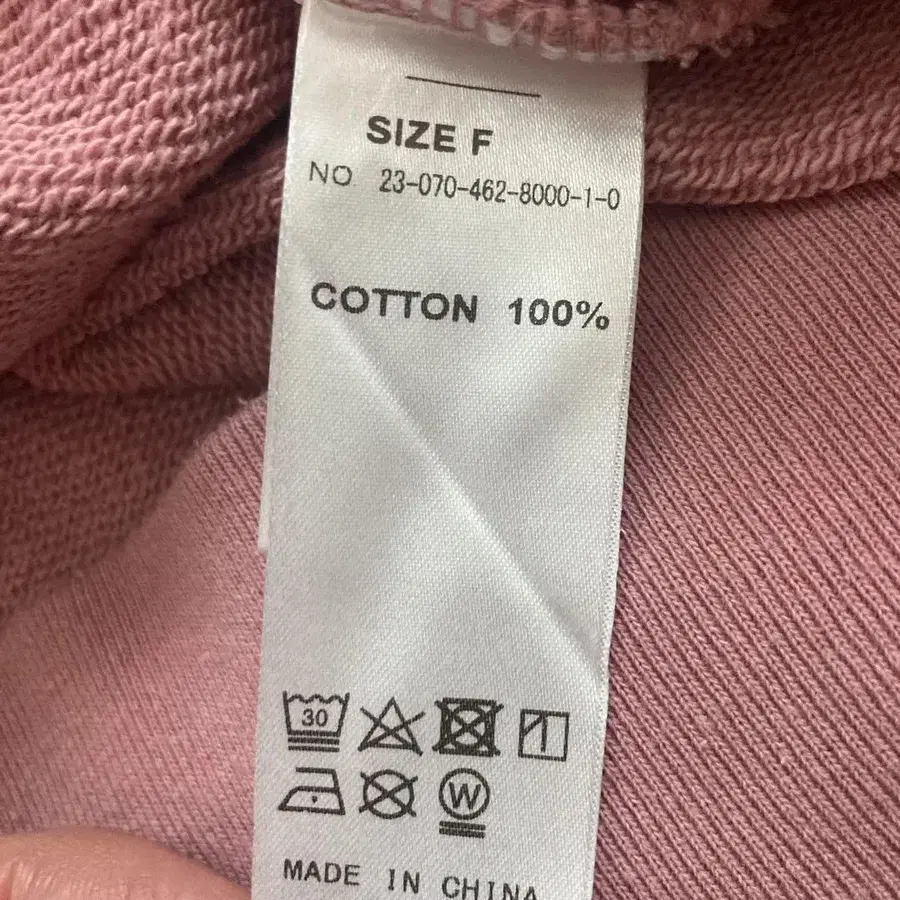 SIZE F
NO. 23-070-462-8000-1-0
COTTON 100%
30
W
MADE IN CHINA